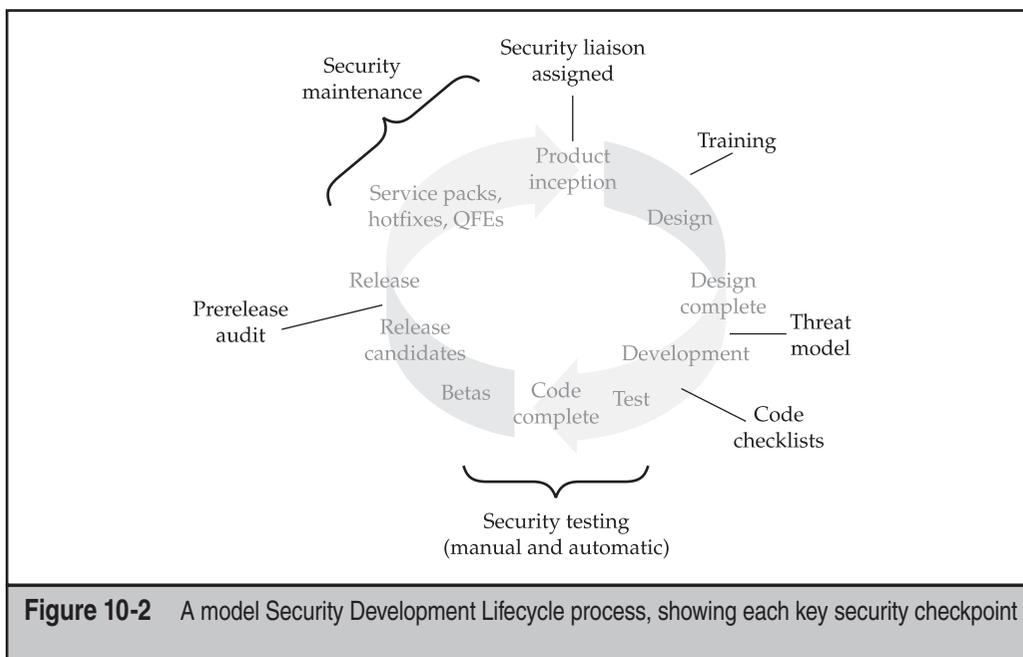 Security liaison
assigned
Security
maintenance
Training
Product
inception
Service packs,
hotfixes, QFEs
Design
Release
Design
complete
Prerelease
audit
Release
candidates
Threat
model
Development
Betas
Code
complete
Test
Code
checklists
Security testing
(manual and automatic)
Figure 10-2 A model Security Development Lifecycle process, showing each key security checkpoint